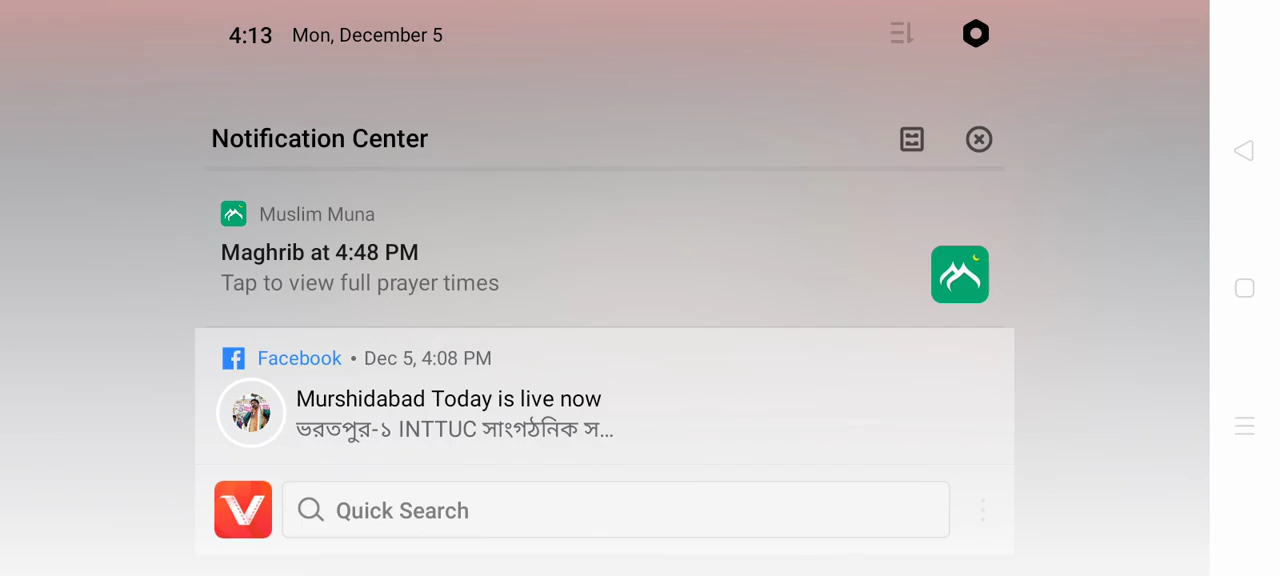 4:13 Mon, December 5
Notification Center
Muslim Muna
Maghrib at 4:48 PM
Tap to view full prayer times
Facebook • Dec 5, 4:08 PM
Murshidabad Today is live now
ভরতপুর-১ INTTUC সাংগঠনিক স...
Quick Search